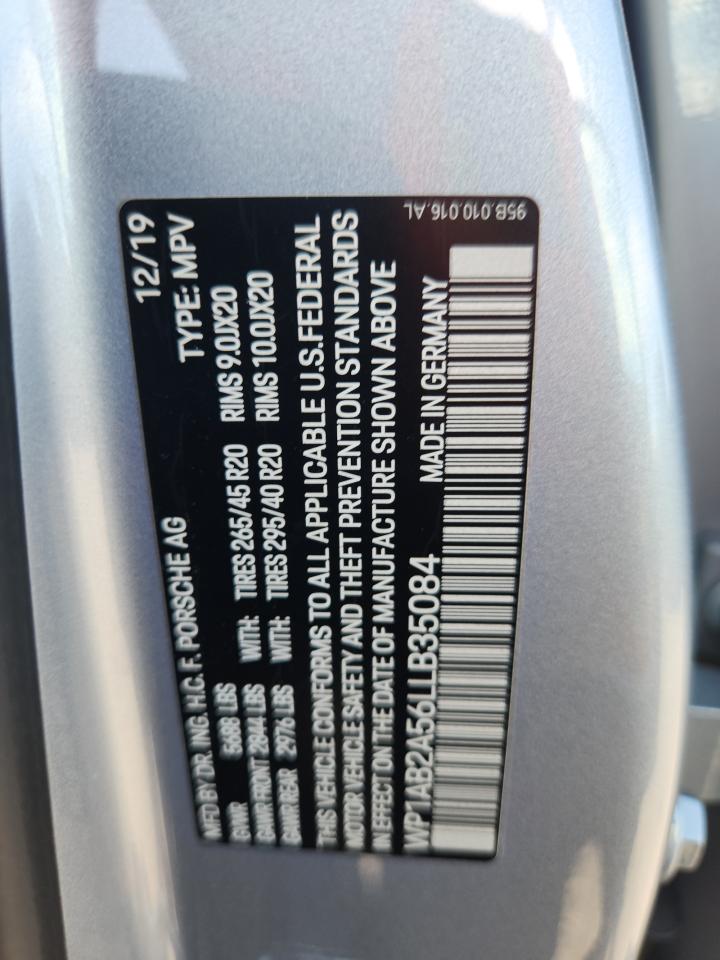 MFD BY DR. ING. H.C. F. PORSCHE AG 12/19
GVWR 5688 LBS TYPE: MPV
GAWR FRONT 2844 LBS WITH: TIRES 265/45 R20 RIMS 9.0JX20
GAWR REAR 2976 LBS WITH: TIRES 295/40 R20 RIMS 10.0JX20
THIS VEHICLE CONFORMS TO ALL APPLICABLE U.S.FEDERAL
MOTOR VEHICLE SAFETY AND THEFT PREVENTION STANDARDS
IN EFFECT ON THE DATE OF MANUFACTURE SHOWN ABOVE
WP1AB2A56LLB35084 MADE IN GERMANY
95B.010.016.AL